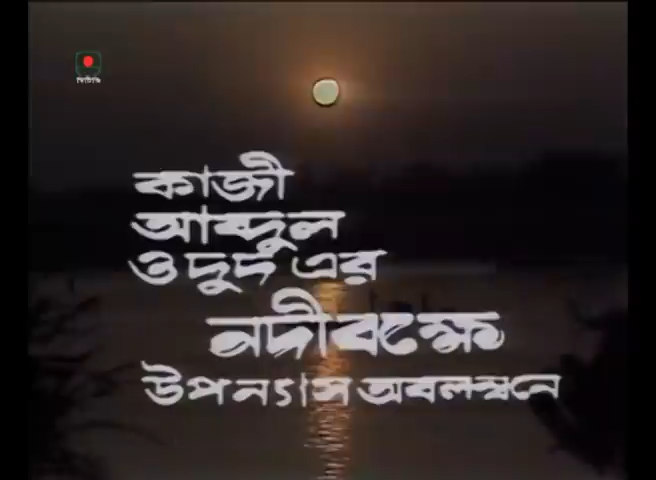 বিটিভি
কাজী
আব্দুল
ওদুদ এর
নদীবক্ষে
উপন্যাস অবলম্বনে